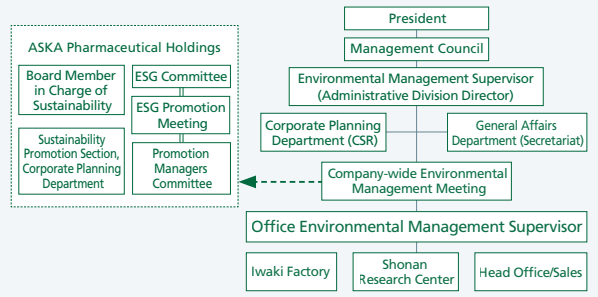 ASKA Pharmaceutical Holdings
Board Member
in Charge of
Sustainability
ESG Committee
ESG Promotion
Meeting
Sustainability
Promotion Section,
Corporate Planning
Department
Promotion
Managers
Committee
President
Management Council
Environmental Management Supervisor
(Administrative Division Director)
Corporate Planning
Department (CSR)
General Affairs
Department (Secretariat)
Company-wide Environmental
Management Meeting
Office Environmental Management Supervisor
Iwaki Factory
Shonan
Research Center
Head Office/Sales